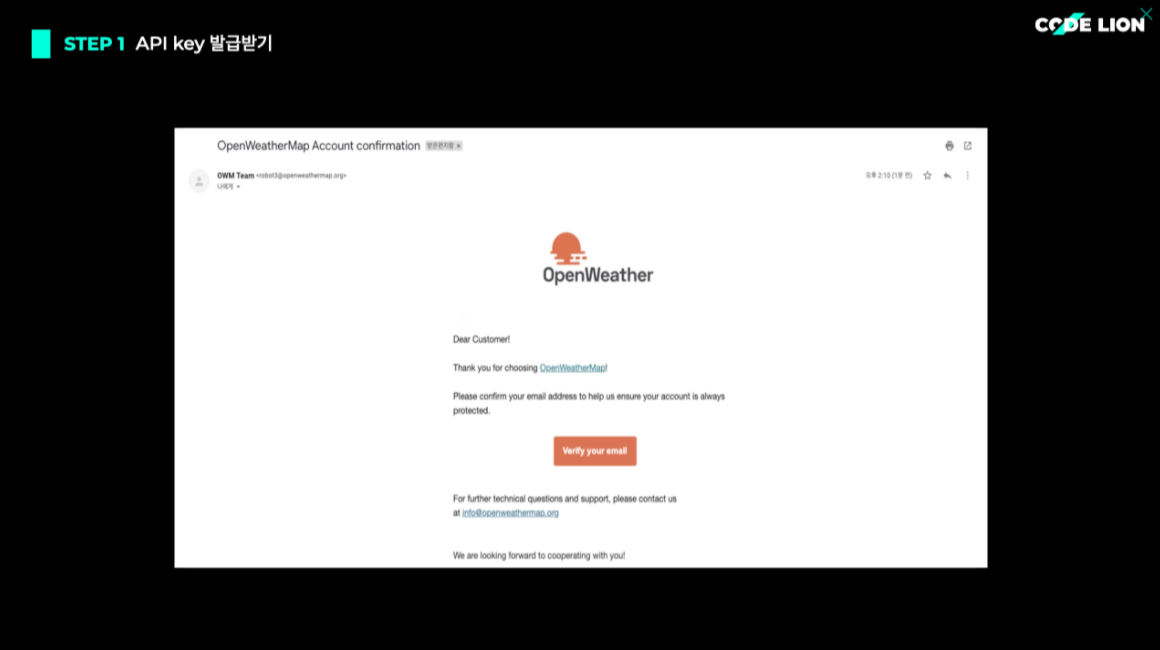 STEP 1 API key 발급받기
CODE LION
OpenWeatherMap Account confirmation 받은편지함 ×
OWM Team <robot3@openweathermap.org>
오후 2:10 (1분 전)
나에게
OpenWeather
Dear Customer!
Thank you for choosing OpenWeatherMap!
Please confirm your email address to help us ensure your account is always
protected.
Verify your email
For further technical questions and support, please contact us
at info@openweathermap.org
We are looking forward to cooperating with you!